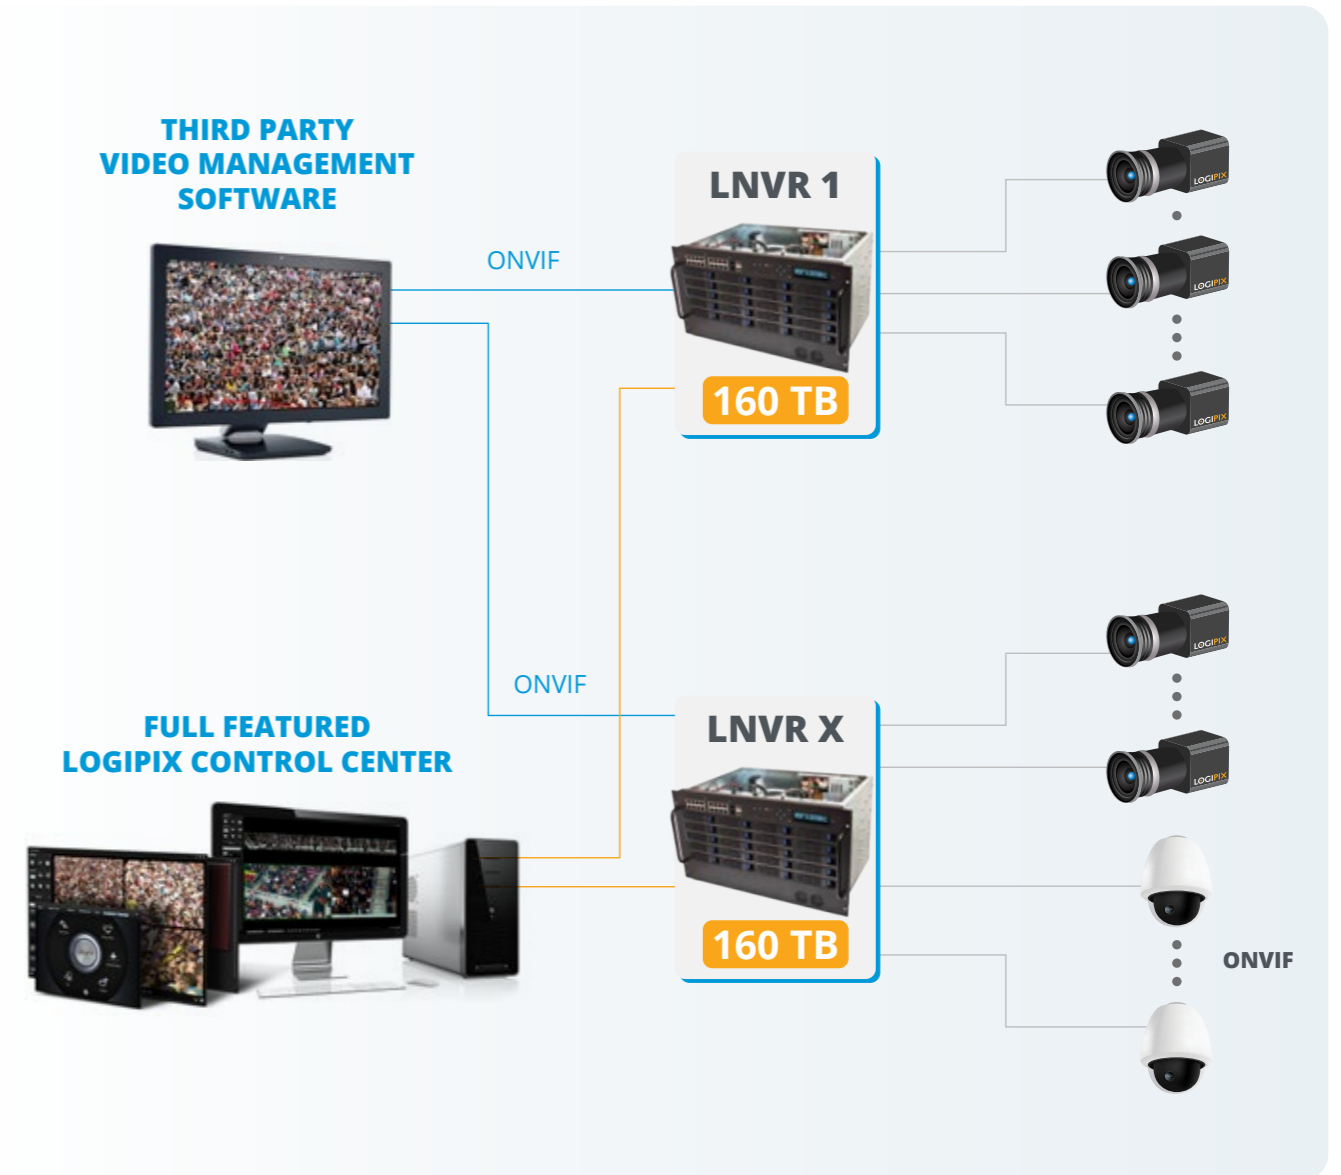 THIRD PARTY
VIDEO MANAGEMENT
SOFTWARE
ONVIF
LNVR 1
160 TB
LOGIPIX
LOGIPIX
LOGIPIX
ONVIF
FULL FEATURED
LOGIPIX CONTROL CENTER
LNVR X
160 TB
LOGIPIX
LOGIPIX
ONVIF